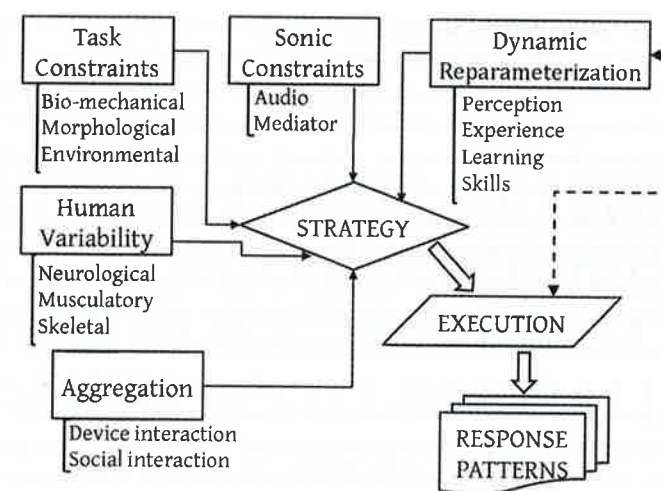 Task
Constraints
Bio-mechanical
Morphological
Environmental
Sonic
Constraints
Audio
Mediator
Dynamic
Reparameterization
Perception
Experience
Learning
Skills
Human
Variability
Neurological
Musculatory
Skeletal
STRATEGY
Aggregation
Device interaction
Social interaction
EXECUTION
RESPONSE
PATTERNS